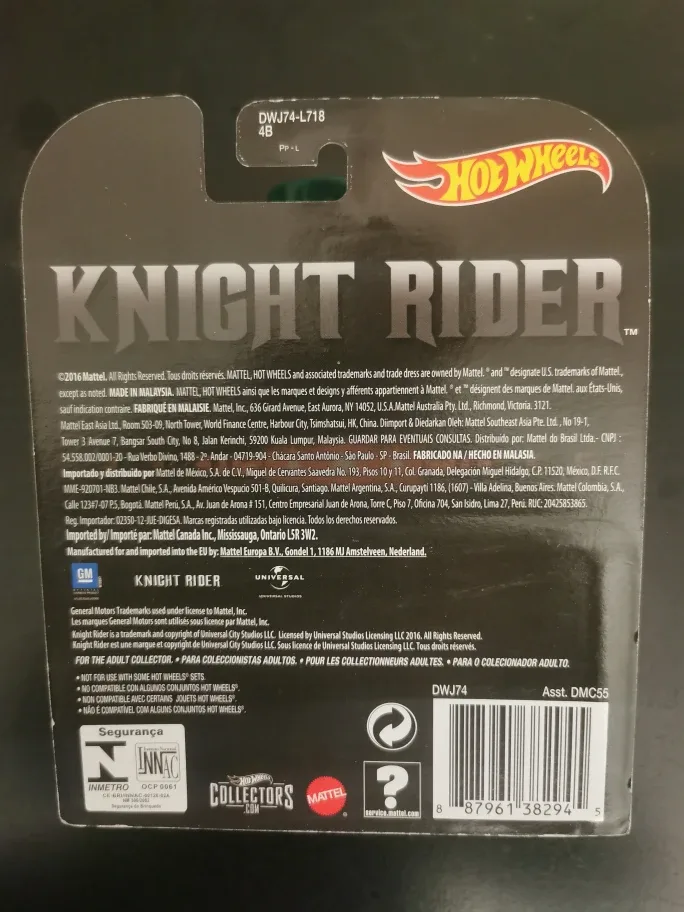 DWJ74-L718
4B
PP-L
HOT WHEELS
KNIGHT RIDER™
©2016 Mattel. All Rights Reserved. Tous droits réservés. MATTEL, HOT WHEELS and associated trademarks and trade dress are owned by Mattel. ® and ™ designate U.S. trademarks of Mattel.,
except as noted. MADE IN MALAYSIA. MATTEL, HOT WHEELS ainsi que les marques et designs y afférents appartiennent à Mattel. ® et ™ désignent des marques de Mattel. aux États-Unis,
sauf indication contraire. FABRIQUÉ EN MALAISIE. Mattel, Inc., 636 Girard Avenue, East Aurora, NY 14052, U.S.A.Mattel Australia Pty. Ltd., Richmond, Victoria. 3121.
Mattel East Asia Ltd., Room 503-09, North Tower, World Finance Centre, Harbour City, Tsimshatsui, HK, China. Diimport & Diedarkan Oleh: Mattel Southeast Asia Pte. Ltd. , No 19-1,
Tower 3 Avenue 7, Bangsar South City, No 8, Jalan Kerinchi, 59200 Kuala Lumpur, Malaysia. GUARDAR PARA EVENTUAIS CONSULTAS. Distribuido por: Mattel do Brasil Ltda.- CNPJ :
54.558.002/0001-20 - Rua Verbo Divino, 1488 - 2º. Andar - 04719-904 - Chácara Santo Antônio - São Paulo - SP - Brasil. FABRICADO NA / HECHO EN MALASIA.
Importado y distribuido por Mattel de México, S.A. de C.V., Miguel de Cervantes Saavedra No. 193, Pisos 10 y 11, Col. Granada, Delegación Miguel Hidalgo, C.P. 11520, México, D.F. R.F.C.
MME-920701-NB3. Mattel Chile, S.A., Avenida Américo Vespucio 501-B, Quilicura, Santiago. Mattel Argentina, S.A., Curupaytí 1186, (1607) - Villa Adelina, Buenos Aires. Mattel Colombia, S.A.,
Calle 123#7-07 P.5, Bogotá. Mattel Perú, S.A., Av. Juan de Arona # 151, Centro Empresarial Juan de Arona, Torre C, Piso 7, Oficina 704, San Isidro, Lima 27, Perú. RUC: 20425853865.
Reg. Importador: 02350-12-JUE-DIGESA. Marcas registradas utilizadas bajo licencia. Todos los derechos reservados.
Imported by/ Importé par: Mattel Canada Inc., Mississauga, Ontario L5R 3W2.
Manufactured for and imported into the EU by: Mattel Europa B.V., Gondel 1, 1186 MJ Amstelveen, Nederland.
GM KNIGHT RIDER UNIVERSAL
UNIVERSAL STUDIOS
General Motors Trademarks used under license to Mattel, Inc.
Les marques General Motors sont utilisés sous licence par Mattel, Inc.
Knight Rider is a trademark and copyright of Universal City Studios LLC. Licensed by Universal Studios Licensing LLC 2016. All Rights Reserved.
Knight Rider est une marque et copyright de Universal City Studios LLC. Sous licence de Universal Studios Licensing LLC. Tous droits réservés.
FOR THE ADULT COLLECTOR. • PARA COLECCIONISTAS ADULTOS. • POUR LES COLLECTIONNEURS ADULTES. • PARA O COLECIONADOR ADULTO.
• NOT FOR USE WITH SOME HOT WHEELS® SETS.
• NO COMPATIBLE CON ALGUNOS CONJUNTOS HOT WHEELS®.
• NON COMPATIBLE AVEC CERTAINS JOUETS HOT WHEELS®.
• NÃO É COMPATÍVEL COM ALGUNS CONJUNTOS HOT WHEELS®.
DWJ74 Asst. DMC55
Segurança
N INNAC
INMETRO OCP 0061
Segurança do Brinquedo
HOT WHEELS
COLLECTORS
.COM
MATTEL®
?
service.mattel.com
8 87961 38294 5